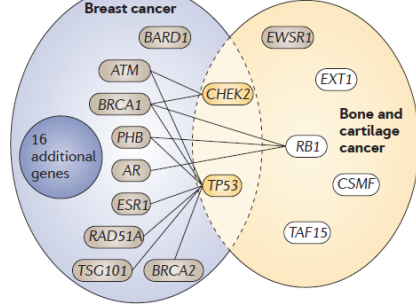 Breast cancer
BARD1
EWSR1
ATM
EXT1
CHEK2
BRCA1
Bone and
cartilage
cancer
16
additional
genes
PHB
RB1
AR
TP53
CSMF
ESR1
RAD51A
TAF15
TSG101
BRCA2